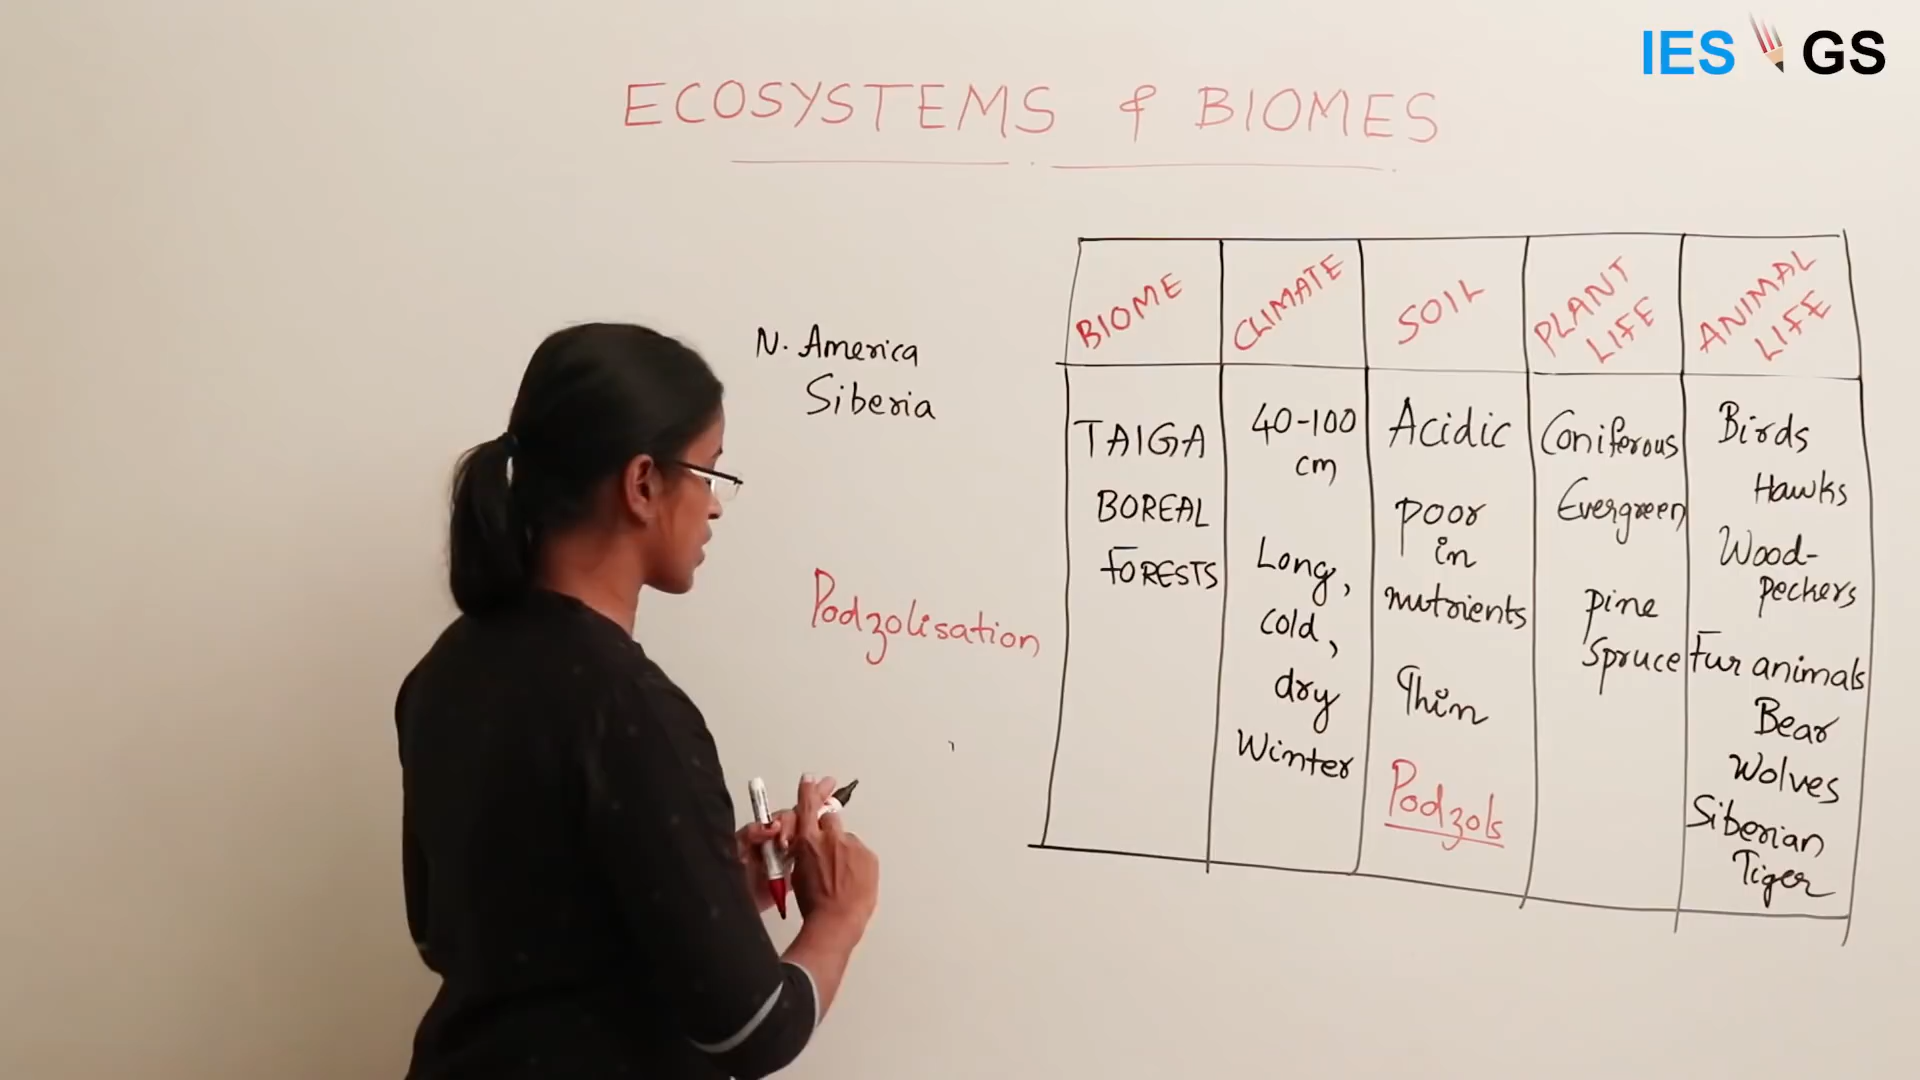 IES GS
ECOSYSTEMS & BIOMES
N. America
Siberia
Podzolisation
BIOME
CLIMATE
SOIL
PLANT
LIFE
ANIMAL
LIFE
TAIGA
BOREAL
FORESTS
40-100
cm
Long,
cold,
dry
Winter
Acidic
poor
in
nutrients
Thin
Podzols
Coniferous
Evergreen
pine
Spruce
Birds
Hawks
Wood-
peckers
Fur animals
Bear
Wolves
Siberian
Tiger